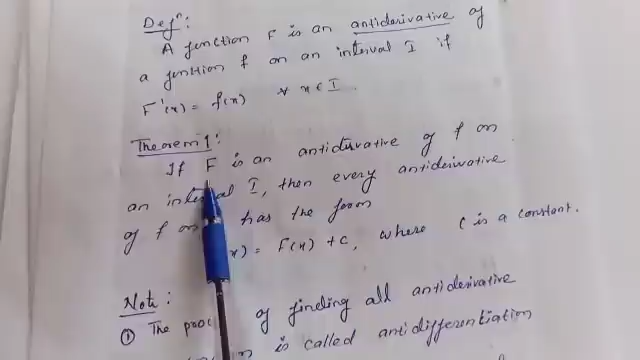 Defⁿ:
A function F is an antiderivative of
a function f on an interval I if
F'(x) = f(x) ∀ x ∈ I.
Theorem 1:
If F is an antiderivative of f on
an interval I, then every antiderivative
of f on has the form
(x) = F(x) + C, where C is a constant.
Note:
① The of finding all antiderivative
is called antidifferentiation